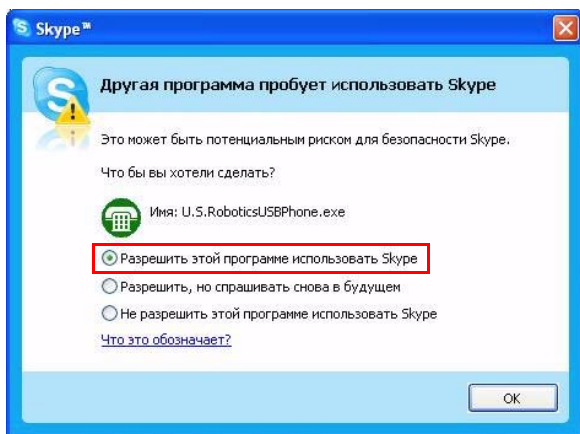 Skype™
Другая программа пробует использовать Skype
Это может быть потенциальным риском для безопасности Skype.
Что бы вы хотели сделать?
Имя: U.S.RoboticsUSBPhone.exe
Разрешить этой программе использовать Skype
Разрешить, но спрашивать снова в будущем
Не разрешить этой программе использовать Skype
Что это обозначает?
OK